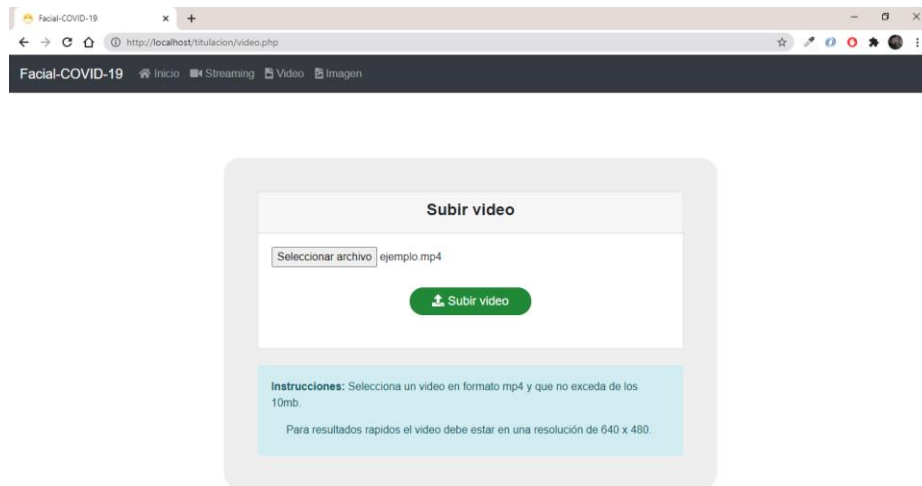 Facial-COVID-19
http://localhost/titulacion/video.php
Facial-COVID-19 Inicio Streaming Video Imagen
Subir video
Seleccionar archivo ejemplo.mp4
Subir video
Instrucciones: Selecciona un video en formato mp4 y que no exceda de los
10mb.
Para resultados rapidos el video debe estar en una resolución de 640 x 480.